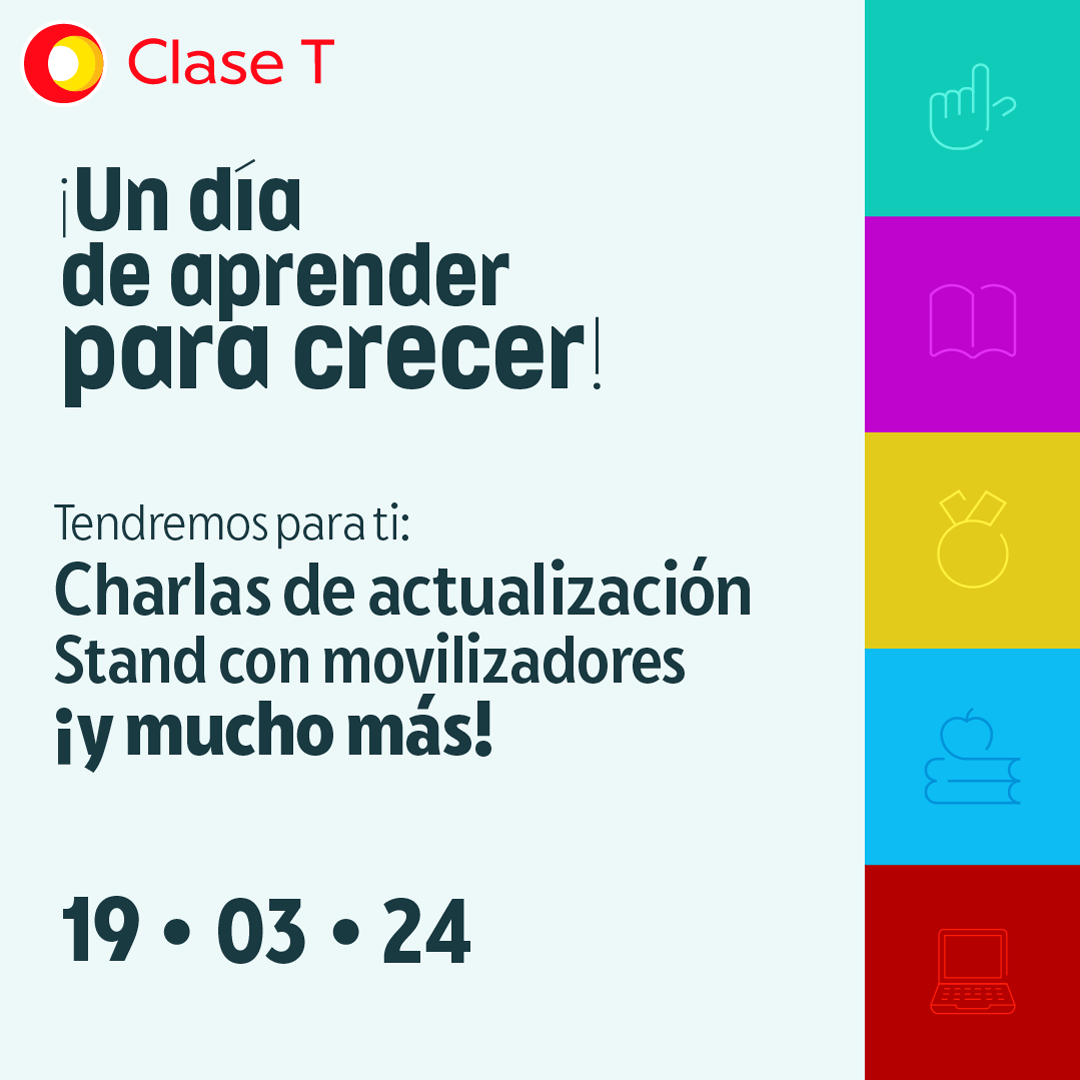 Clase T
¡Un día
de aprender
para crecer!
Tendremos para ti:
Charlas de actualización
Stand con movilizadores
¡y mucho más!
19 • 03 • 24